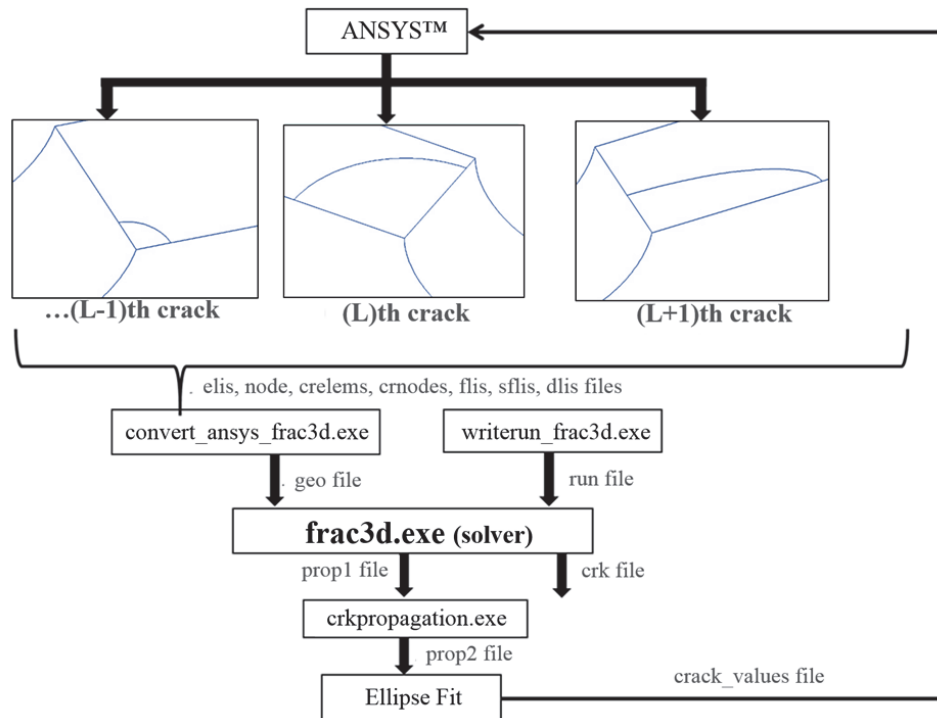 ANSYS™
...(L-1)th crack
(L)th crack
(L+1)th crack
. elis, node, crelems, crnodes, flis, sflis, dlis files
convert_ansys_frac3d.exe
writerun_frac3d.exe
. geo file
run file
frac3d.exe (solver)
prop1 file
crk file
crkpropagation.exe
. prop2 file
crack_values file
Ellipse Fit